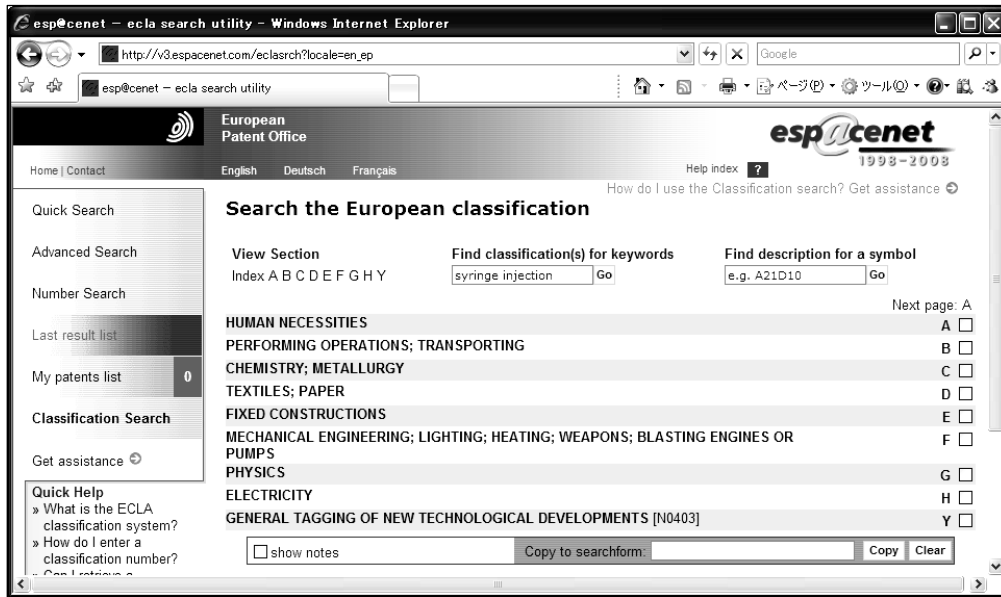 esp@cenet — ecla search utility - Windows Internet Explorer
http://v3.espacenet.com/eclasrch?locale=en_ep
Google
esp@cenet — ecla search utility
ページ(P)
ツール(O)
European
Patent Office
espacenet
1998-2008
Home | Contact
English Deutsch Français
Help index ?
How do I use the Classification search? Get assistance
Quick Search
Advanced Search
Number Search
Last result list
My patents list 0
Classification Search
Get assistance
Quick Help
» What is the ECLA
classification system?
» How do I enter a
classification number?
» Can I retrieve a
Search the European classification
View Section
Index A B C D E F G H Y
Find classification(s) for keywords
syringe injection Go
Find description for a symbol
e.g. A21D10 Go
Next page: A
HUMAN NECESSITIES A
PERFORMING OPERATIONS; TRANSPORTING B
CHEMISTRY; METALLURGY C
TEXTILES; PAPER D
FIXED CONSTRUCTIONS E
MECHANICAL ENGINEERING; LIGHTING; HEATING; WEAPONS; BLASTING ENGINES OR F
PUMPS
PHYSICS G
ELECTRICITY H
GENERAL TAGGING OF NEW TECHNOLOGICAL DEVELOPMENTS [N0403] Y
show notes
Copy to searchform: Copy Clear